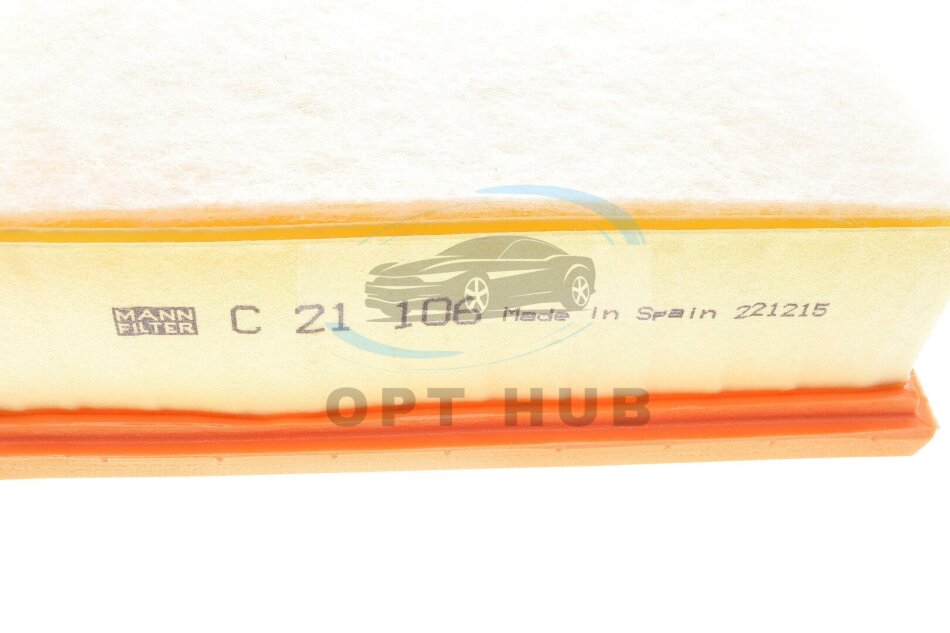 MANN
FILTER
C 21 106 Made in Spain 221215
OPT HUB